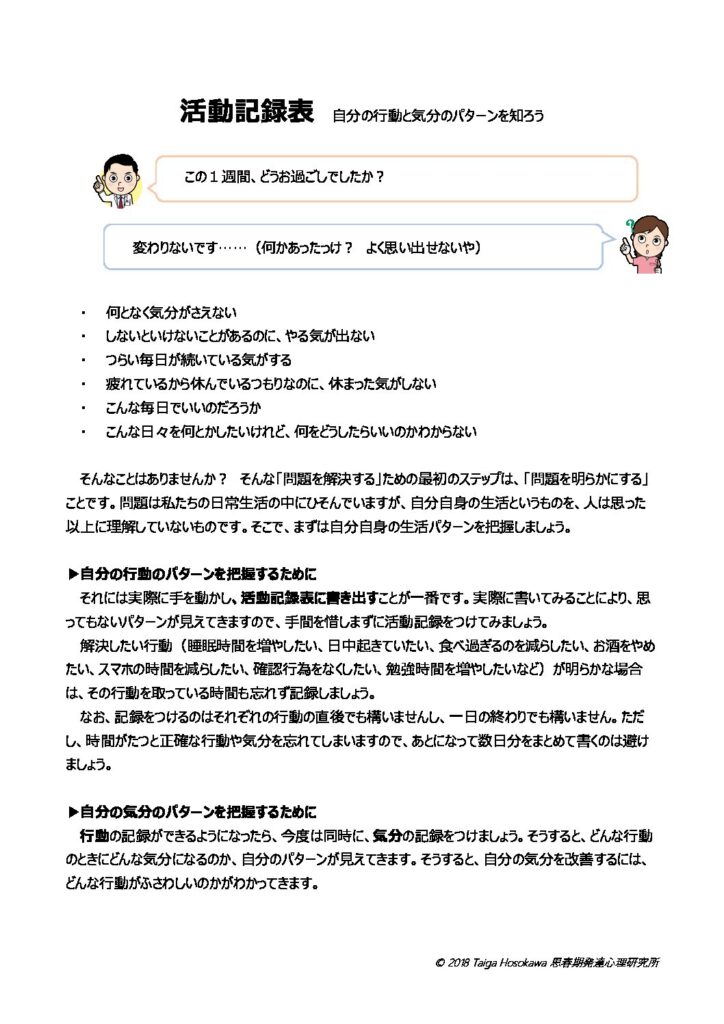 活動記録表 自分の行動と気分のパターンを知ろう
この1週間、どうお過ごしでしたか？
変わりないです……（何かあったっけ？ よく思い出せないや）
?
・ 何となく気分がさえない
・ しないといけないことがあるのに、やる気が出ない
・ つらい毎日が続いている気がする
・ 疲れているから休んでいるつもりなのに、休まった気がしない
・ こんな毎日でいいのだろうか
・ こんな日々を何とかしたいけれど、何をどうしたらいいのかわからない
そんなことはありませんか？ そんな「問題を解決する」ための最初のステップは、「問題を明らかにする」
ことです。問題は私たちの日常生活の中にひそんでいますが、自分自身の生活というものを、人は思った
以上に理解していないものです。そこで、まずは自分自身の生活パターンを把握しましょう。
▶自分の行動のパターンを把握するために
それには実際に手を動かし、活動記録表に書き出すことが一番です。実際に書いてみることにより、思
ってもないパターンが見えてきますので、手間を惜しまずに活動記録をつけてみましょう。
解決したい行動（睡眠時間を増やしたい、日中起きていたい、食べ過ぎるのを減らしたい、お酒をやめ
たい、スマホの時間を減らしたい、確認行為をなくしたい、勉強時間を増やしたいなど）が明らかな場合
は、その行動を取っている時間も忘れず記録しましょう。
なお、記録をつけるのはそれぞれの行動の直後でも構いませんし、一日の終わりでも構いません。ただ
し、時間がたつと正確な行動や気分を忘れてしまいますので、あとになって数日分をまとめて書くのは避け
ましょう。
▶自分の気分のパターンを把握するために
行動の記録ができるようになったら、今度は同時に、気分の記録をつけましょう。そうすると、どんな行動
のときにどんな気分になるのか、自分のパターンが見えてきます。そうすると、自分の気分を改善するには、
どんな行動がふさわしいのかがわかってきます。
© 2018 Taiga Hosokawa 思春期発達心理研究所